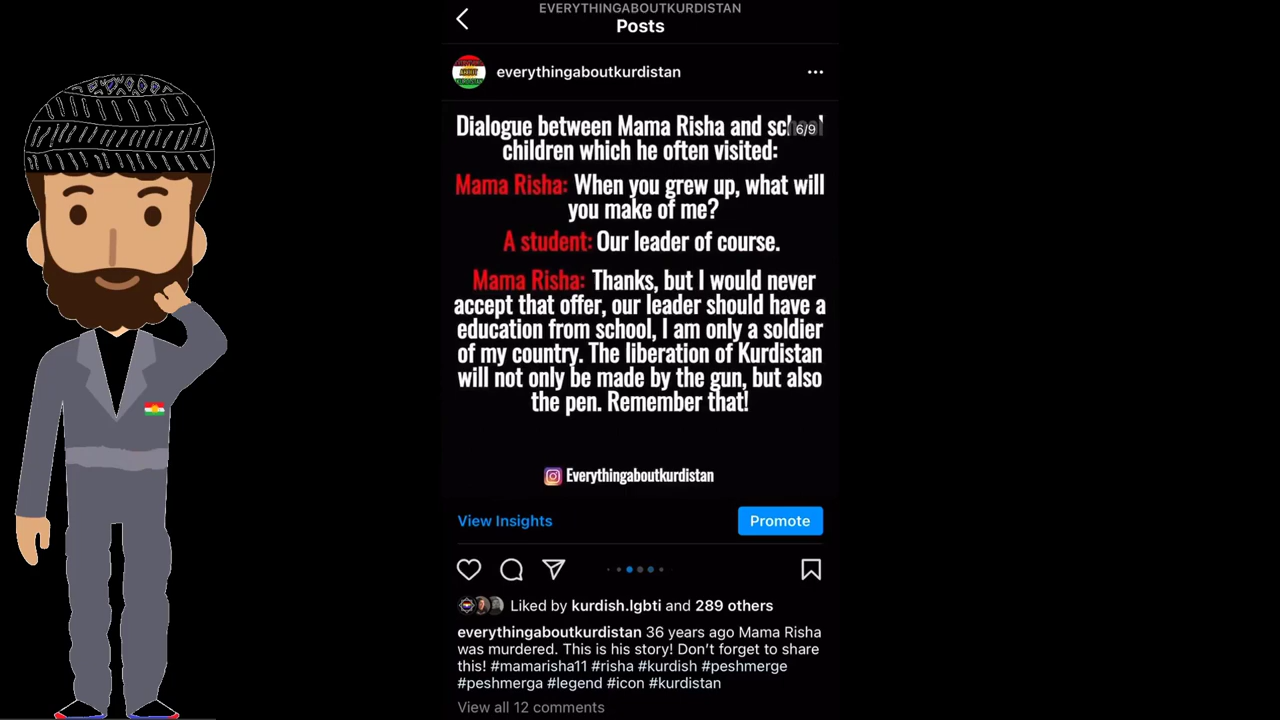 EVERYTHINGABOUTKURDISTAN
Posts
everythingaboutkurdistan
6/9
Dialogue between Mama Risha and school
children which he often visited:
Mama Risha: When you grew up, what will
you make of me?
A student: Our leader of course.
Mama Risha: Thanks, but I would never
accept that offer, our leader should have a
education from school, I am only a soldier
of my country. The liberation of Kurdistan
will not only be made by the gun, but also
the pen. Remember that!
Everythingaboutkurdistan
View Insights
Promote
Liked by kurdish.lgbti and 289 others
everythingaboutkurdistan 36 years ago Mama Risha
was murdered. This is his story! Don't forget to share
this! #mamarisha11 #risha #kurdish #peshmerge
#peshmerga #legend #icon #kurdistan
View all 12 comments